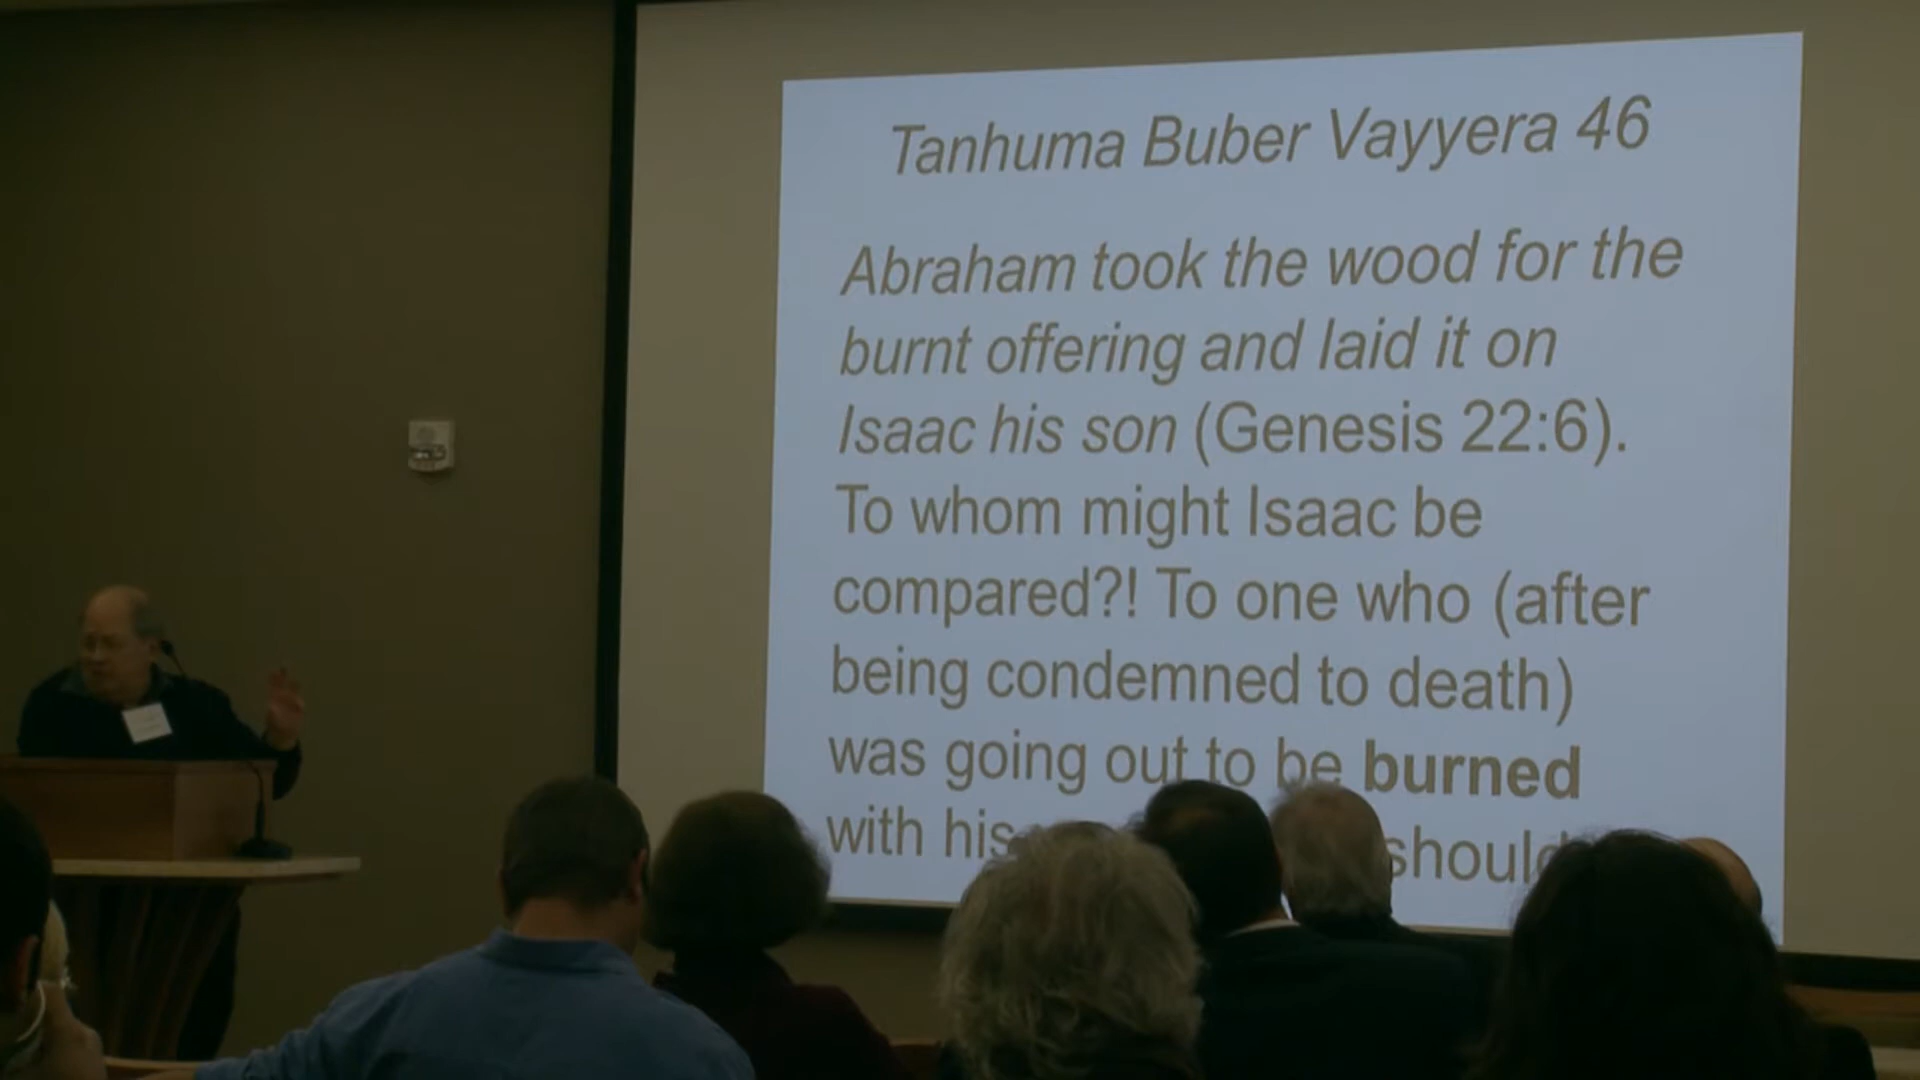 Tanhuma Buber Vayyera 46
Abraham took the wood for the
burnt offering and laid it on
Isaac his son (Genesis 22:6).
To whom might Isaac be
compared?! To one who (after
being condemned to death)
was going out to be burned
with his